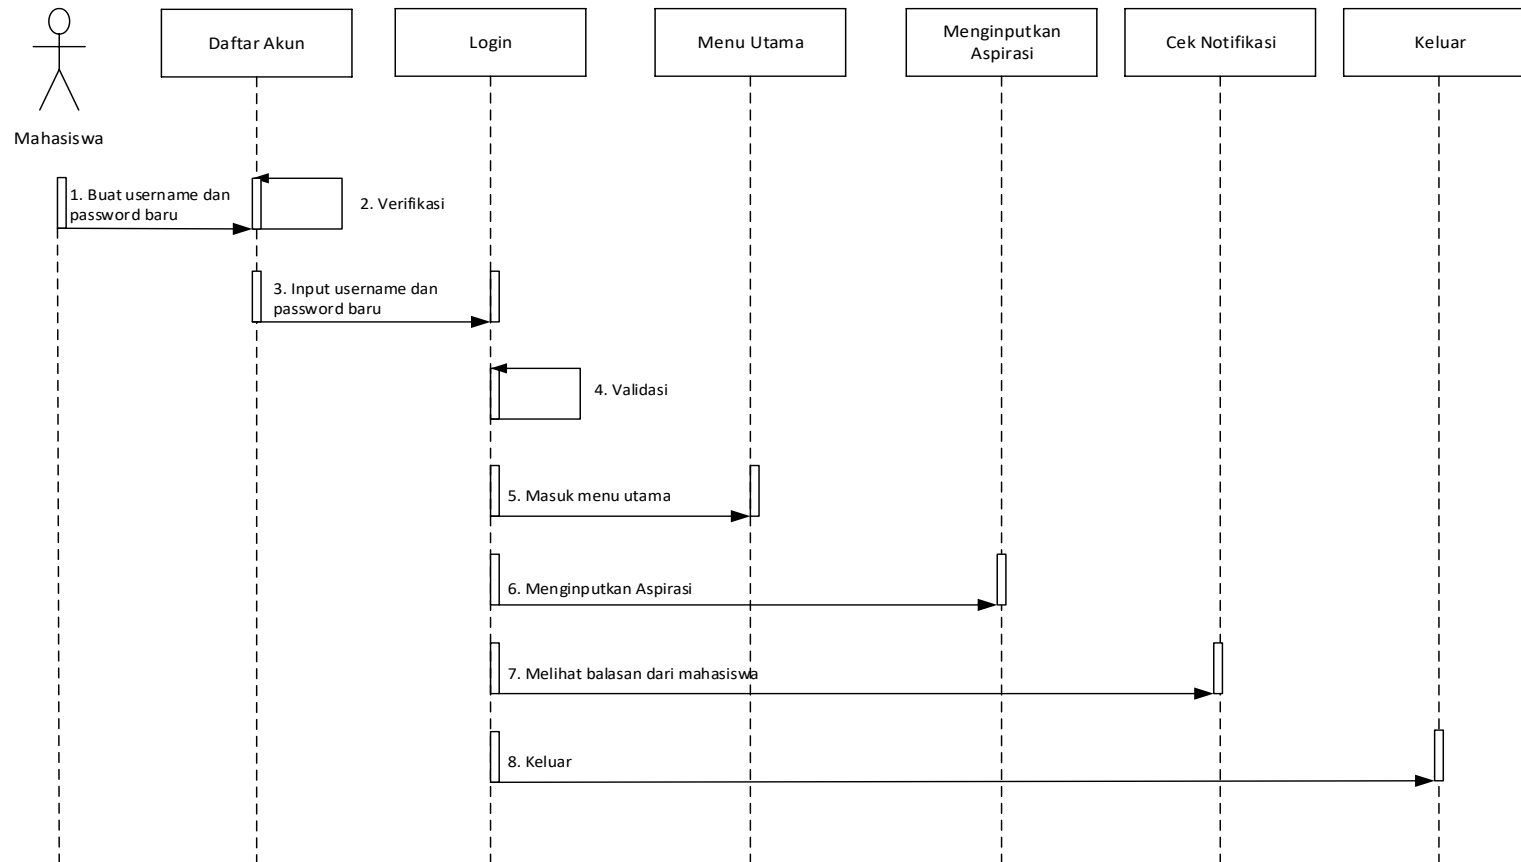 Daftar Akun
Login
Menu Utama
Menginputkan
Aspirasi
Cek Notifikasi
Keluar
Mahasiswa
1. Buat username dan
password baru
2. Verifikasi
3. Input username dan
password baru
4. Validasi
5. Masuk menu utama
6. Menginputkan Aspirasi
7. Melihat balasan dari mahasiswa
8. Keluar